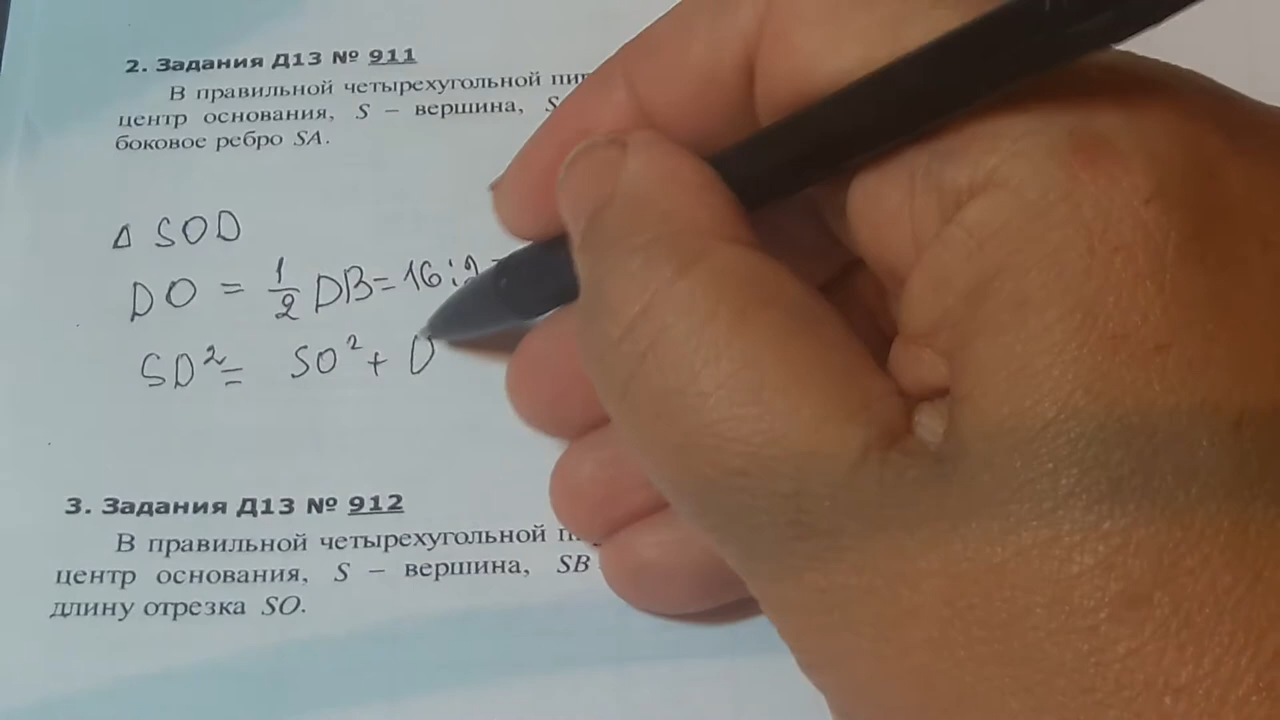 2. Задания Д13 № 911
В правильной четырехугольной
центр основания, S – вершина, S
боковое ребро SA.
Δ SOD
DO = 1/2 DB = 16 : 2 =
SD² = SO² + D
3. Задания Д13 № 912
В правильной четырехугольной
центр основания, S – вершина, SB
длину отрезка SO.